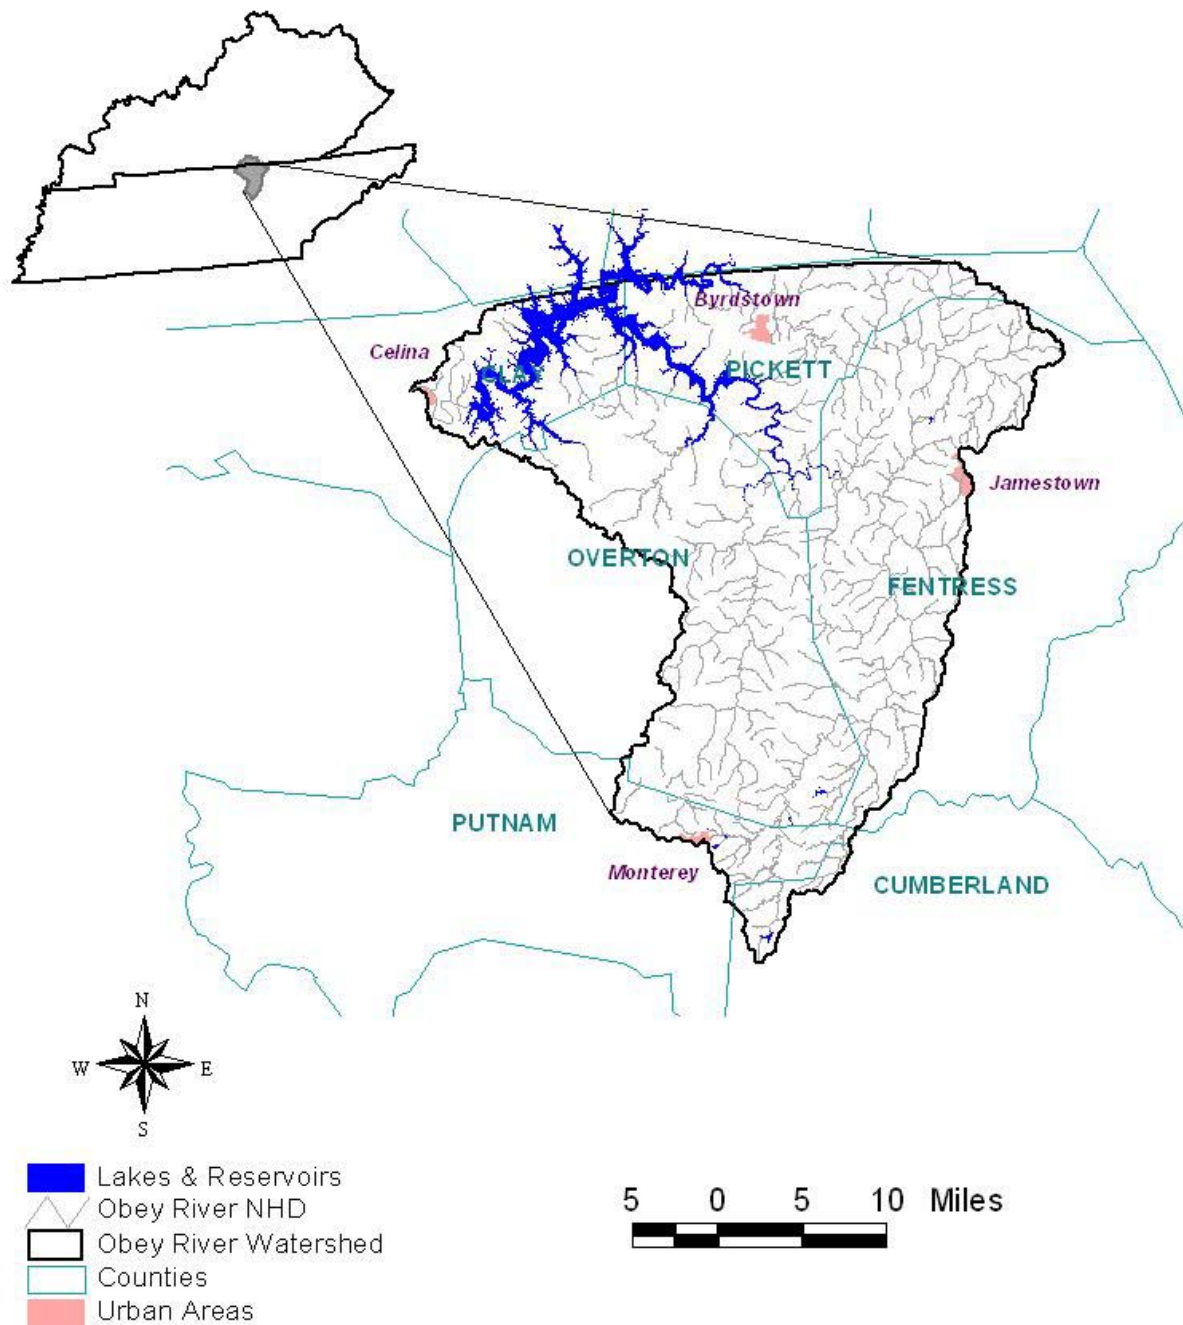 Byrdstown
Celina
CLAY
PICKETT
Jamestown
OVERTON
FENTRESS
PUTNAM
Monterey
CUMBERLAND
N
W E
S
Lakes & Reservoirs
Obey River NHD
Obey River Watershed
Counties
Urban Areas
5 0 5 10 Miles